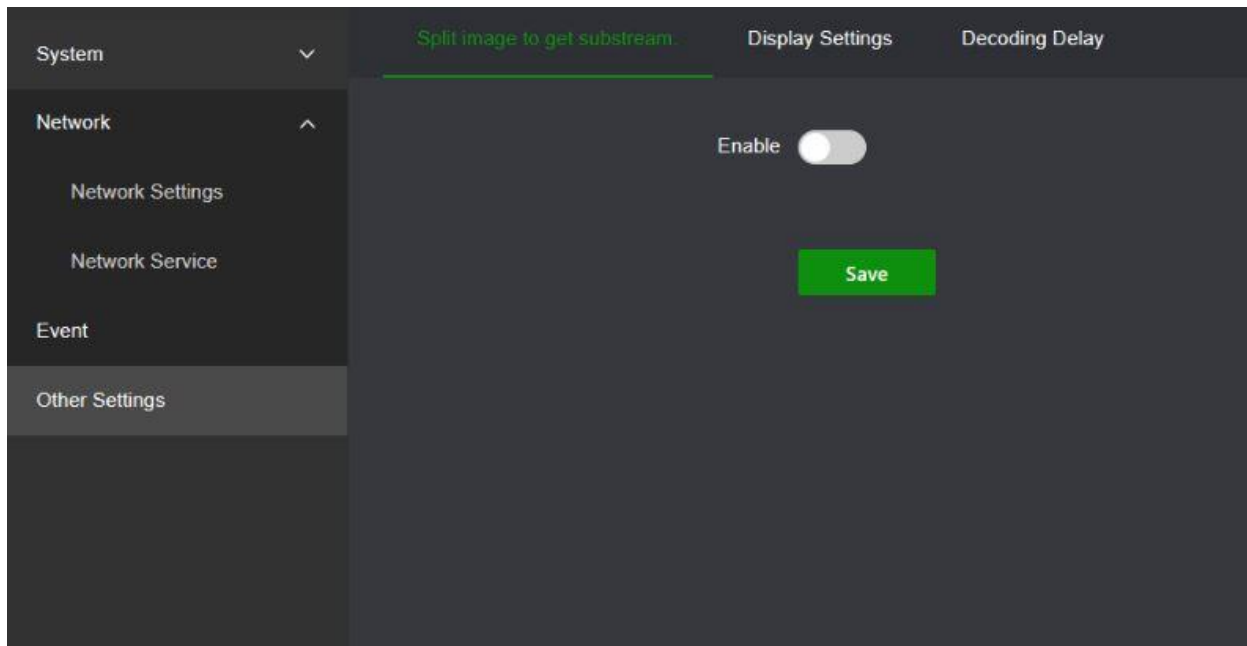 System
Network
Network Settings
Network Service
Event
Other Settings
Split image to get substream.
Display Settings
Decoding Delay
Enable
Save